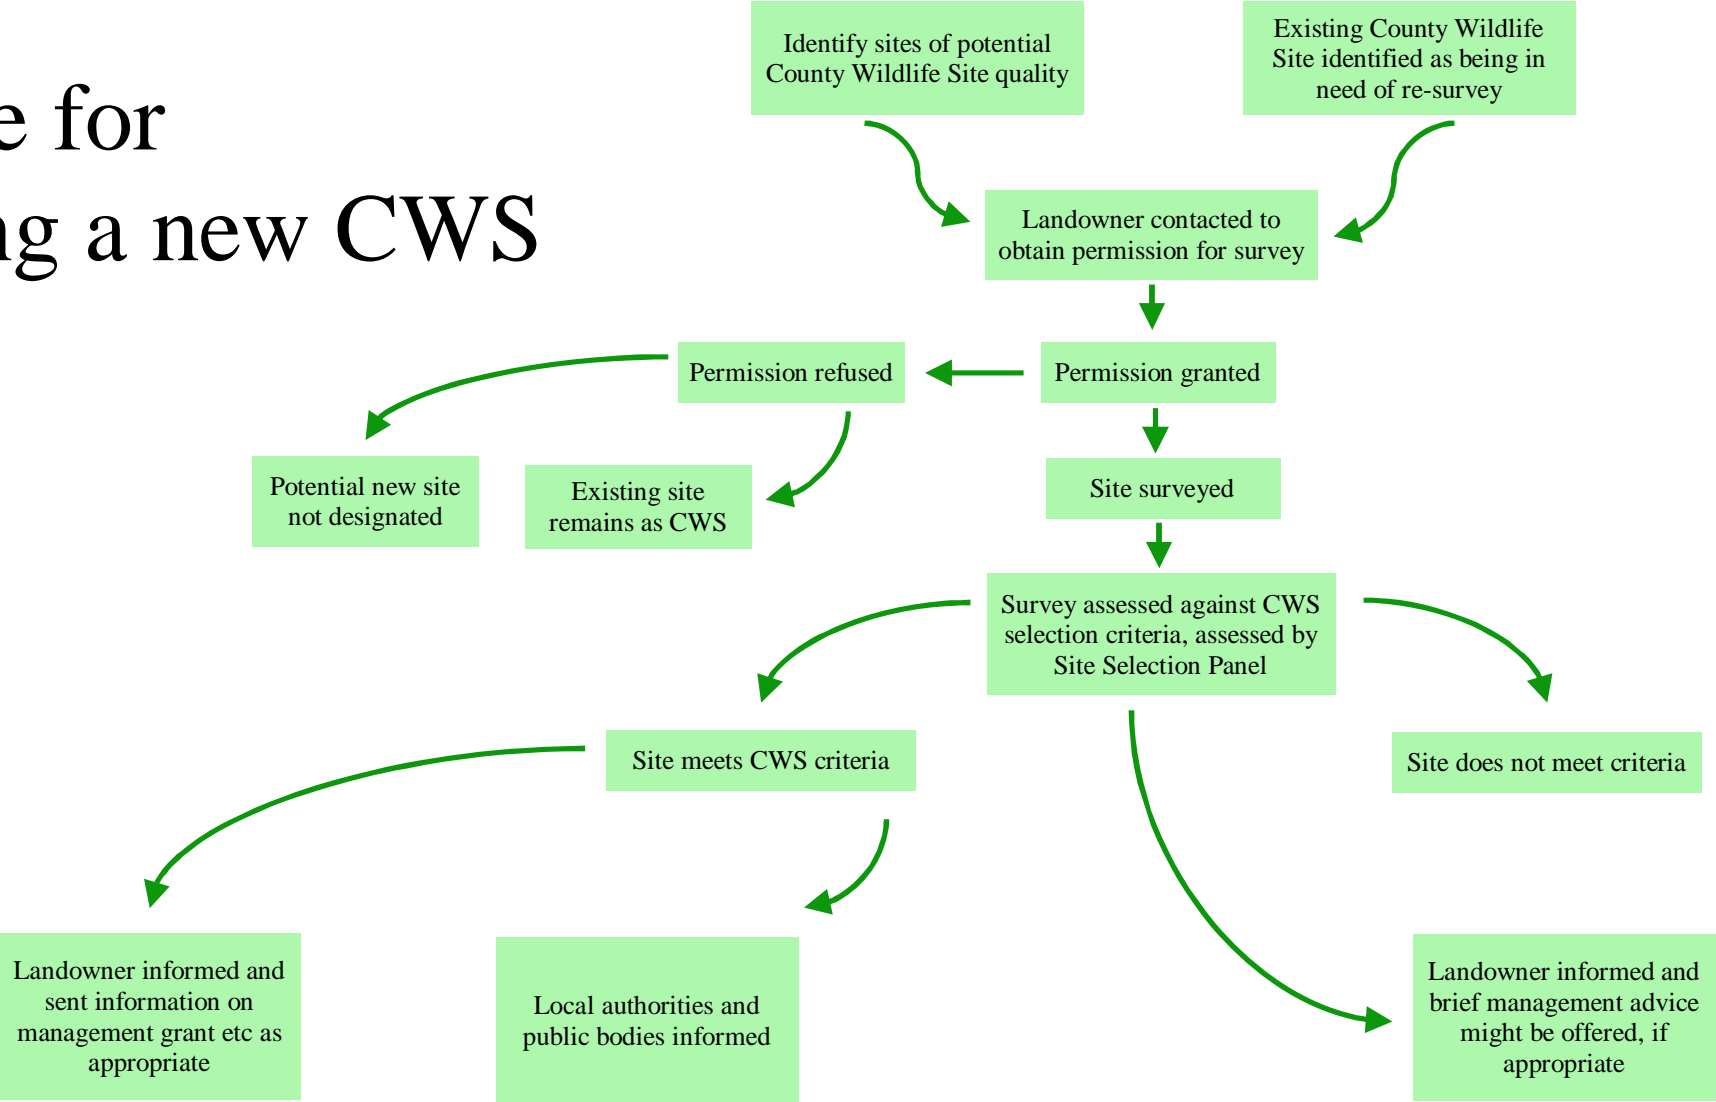 e for
ng a new CWS
Identify sites of potential
County Wildlife Site quality
Existing County Wildlife
Site identified as being in
need of re-survey
Landowner contacted to
obtain permission for survey
Permission refused
Permission granted
Potential new site
not designated
Existing site
remains as CWS
Site surveyed
Survey assessed against CWS
selection criteria, assessed by
Site Selection Panel
Site meets CWS criteria
Site does not meet criteria
Landowner informed and
sent information on
management grant etc as
appropriate
Local authorities and
public bodies informed
Landowner informed and
brief management advice
might be offered, if
appropriate